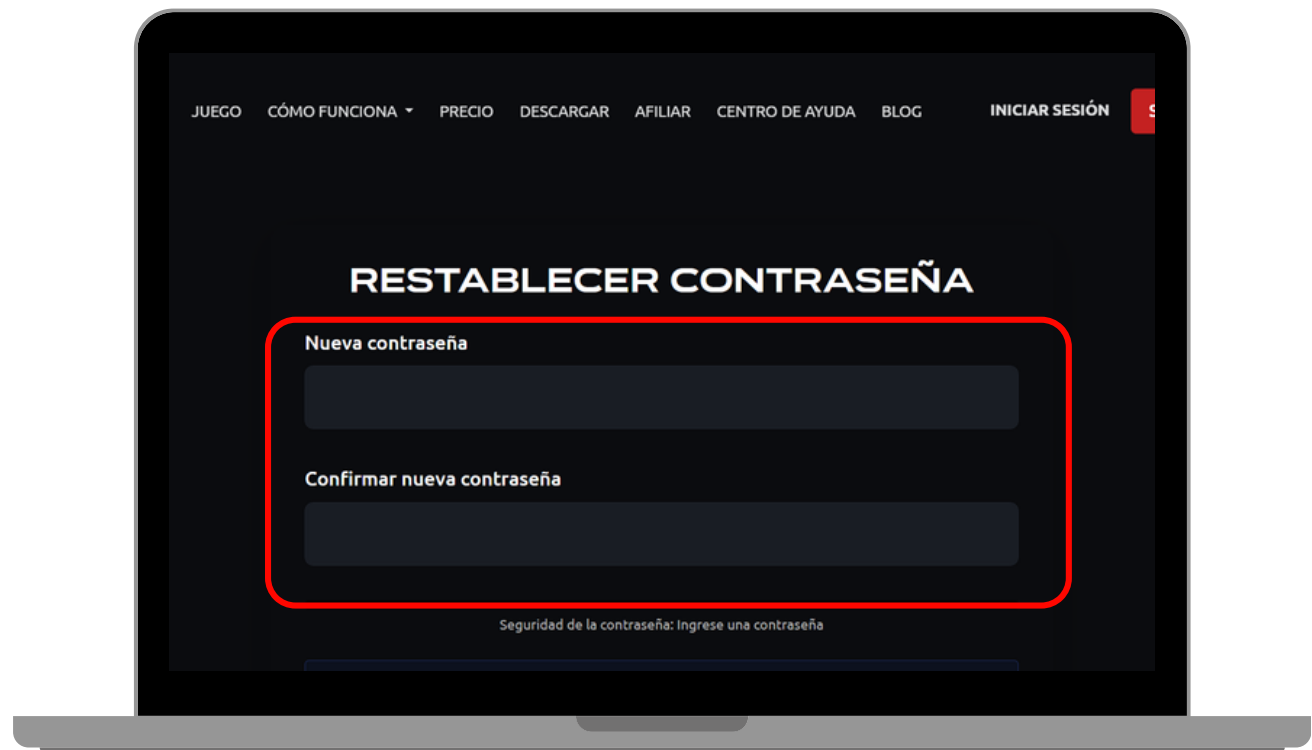 JUEGO CÓMO FUNCIONA PRECIO DESCARGAR AFILIAR CENTRO DE AYUDA BLOG INICIAR SESIÓN
RESTABLECER CONTRASEÑA
Nueva contraseña
Confirmar nueva contraseña
Seguridad de la contraseña: Ingrese una contraseña